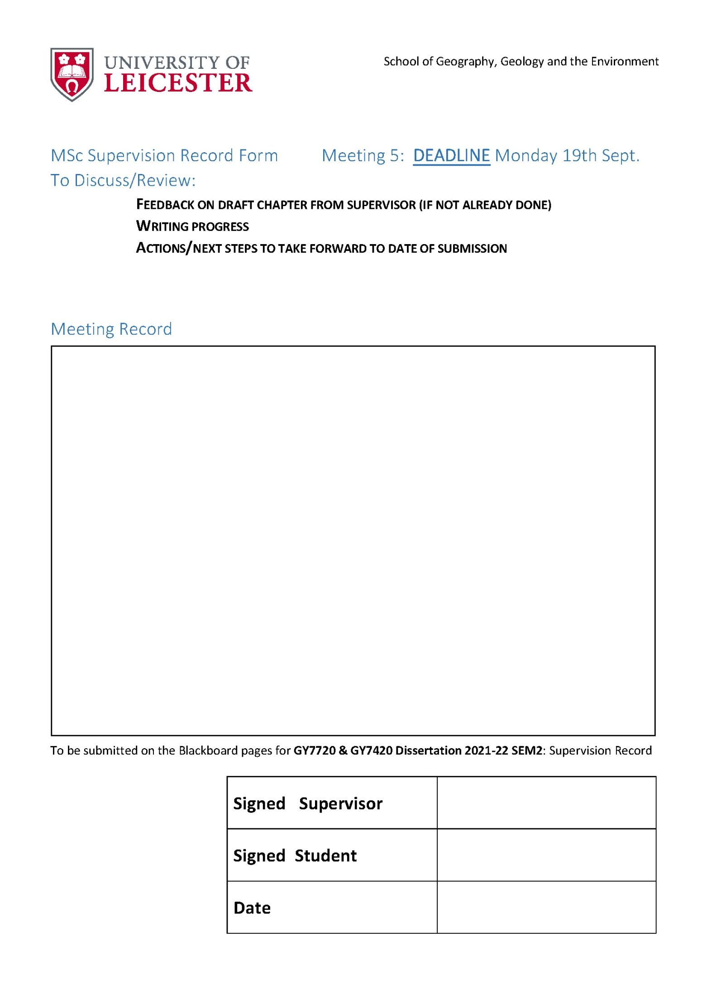 UNIVERSITY OF
LEICESTER
School of Geography, Geology and the Environment
MSc Supervision Record Form Meeting 5: DEADLINE Monday 19th Sept.
To Discuss/Review:
FEEDBACK ON DRAFT CHAPTER FROM SUPERVISOR (IF NOT ALREADY DONE)
WRITING PROGRESS
ACTIONS/NEXT STEPS TO TAKE FORWARD TO DATE OF SUBMISSION
Meeting Record
To be submitted on the Blackboard pages for GY7720 & GY7420 Dissertation 2021-22 SEM2: Supervision Record
Signed Supervisor
Signed Student
Date